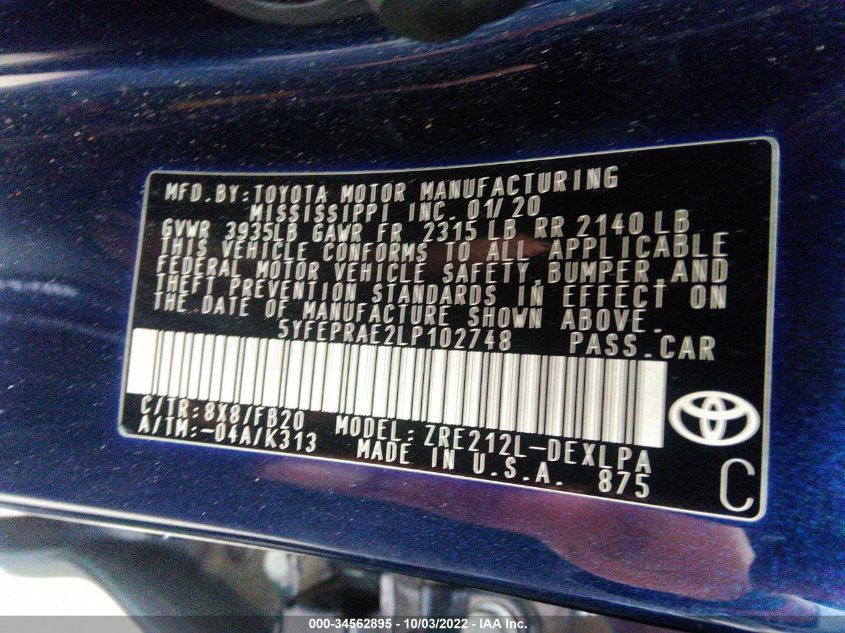 MFD.BY:TOYOTA MOTOR MANUFACTURING
MISSISSIPPI INC. 01/20
GVWR 3935LB GAWR FR 2315 LB RR 2140 LB
THIS VEHICLE CONFORMS TO ALL APPLICABLE
FEDERAL MOTOR VEHICLE SAFETY,BUMPER,AND
THEFT PREVENTION STANDARDS IN EFFECT ON
THE DATE OF MANUFACTURE SHOWN ABOVE.
5YFEPRAE2LP102748 PASS.CAR
C/TR:8X8/FB20 MODEL:ZRE212L-DEXLPA
A/TM:-04A/K313 MADE IN U.S.A. 875
C
000-34562895 - 10/03/2022 - IAA Inc.